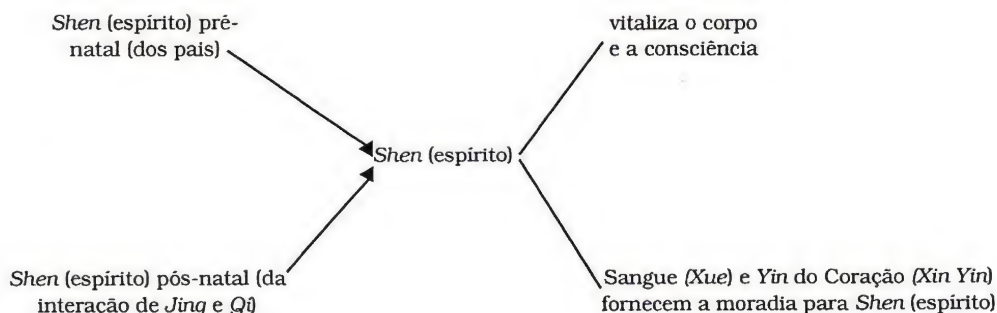 Shen (espírito) pré-
natal (dos pais)
vitaliza o corpo
e a consciência
Shen (espírito)
Shen (espírito) pós-natal (da
interação de Jing e Qi)
Sangue (Xue) e Yin do Coração (Xin Yin)
fornecem a moradia para Shen (espírito)